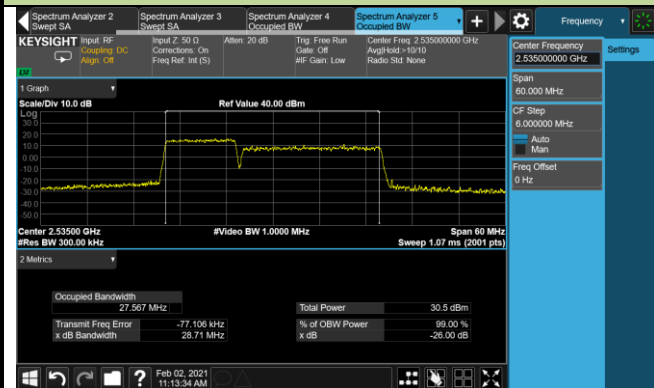 Spectrum Analyzer 2
Swept SA
Spectrum Analyzer 3
Swept SA
Spectrum Analyzer 4
Occupied BW
Spectrum Analyzer 5
Occupied BW
+
Frequency
KEYSIGHT
Input: RF
Coupling: DC
Align: Off
Input Z: 50 Ω
Corrections: On
Freq Ref: Int (S)
Atten: 20 dB
Trig: Free Run
Gate: Off
#IF Gain: Low
Center Freq: 2.535000000 GHz
Avg|Hold:>10/10
Radio Std: None
Center Frequency
2.535000000 GHz
Settings
Span
60.000 MHz
CF Step
6.000000 MHz
Auto
Man
Freq Offset
0 Hz
1 Graph
Scale/Div 10.0 dB
Ref Value 40.00 dBm
Log
30.0
20.0
10.0
0.00
-10.0
-20.0
-30.0
-40.0
-50.0
Center 2.53500 GHz
#Video BW 1.0000 MHz
Span 60 MHz
#Res BW 300.00 kHz
Sweep 1.07 ms (2001 pts)
2 Metrics
Occupied Bandwidth
27.567 MHz
Total Power
30.5 dBm
Transmit Freq Error
-77.106 kHz
% of OBW Power
99.00 %
x dB Bandwidth
28.71 MHz
x dB
-26.00 dB
?
Feb 02, 2021
11:13:34 AM